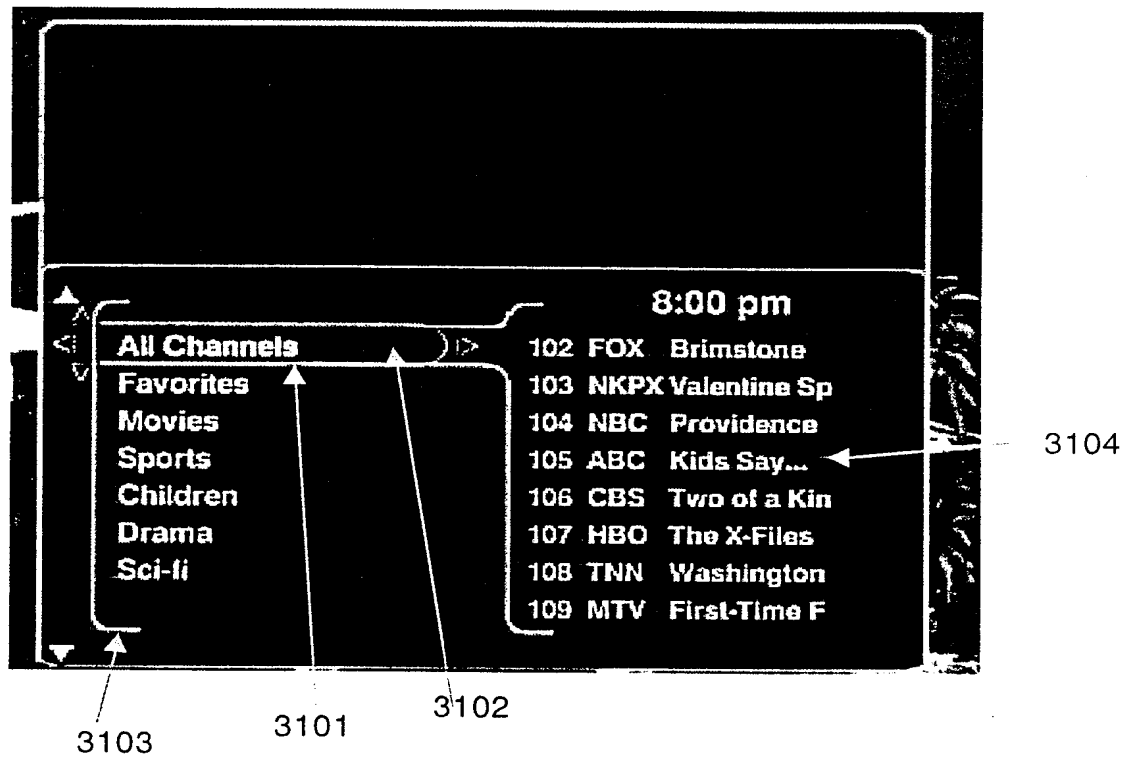 8:00 pm
All Channels
Favorites
Movies
Sports
Children
Drama
Sci-fi
102 FOX Brimstone
103 NKPX Valentine Sp
104 NBC Providence
105 ABC Kids Say...
106 CBS Two of a Kin
107 HBO The X-Files
108 TNN Washington
109 MTV First-Time F
3104
3103
3101
3102